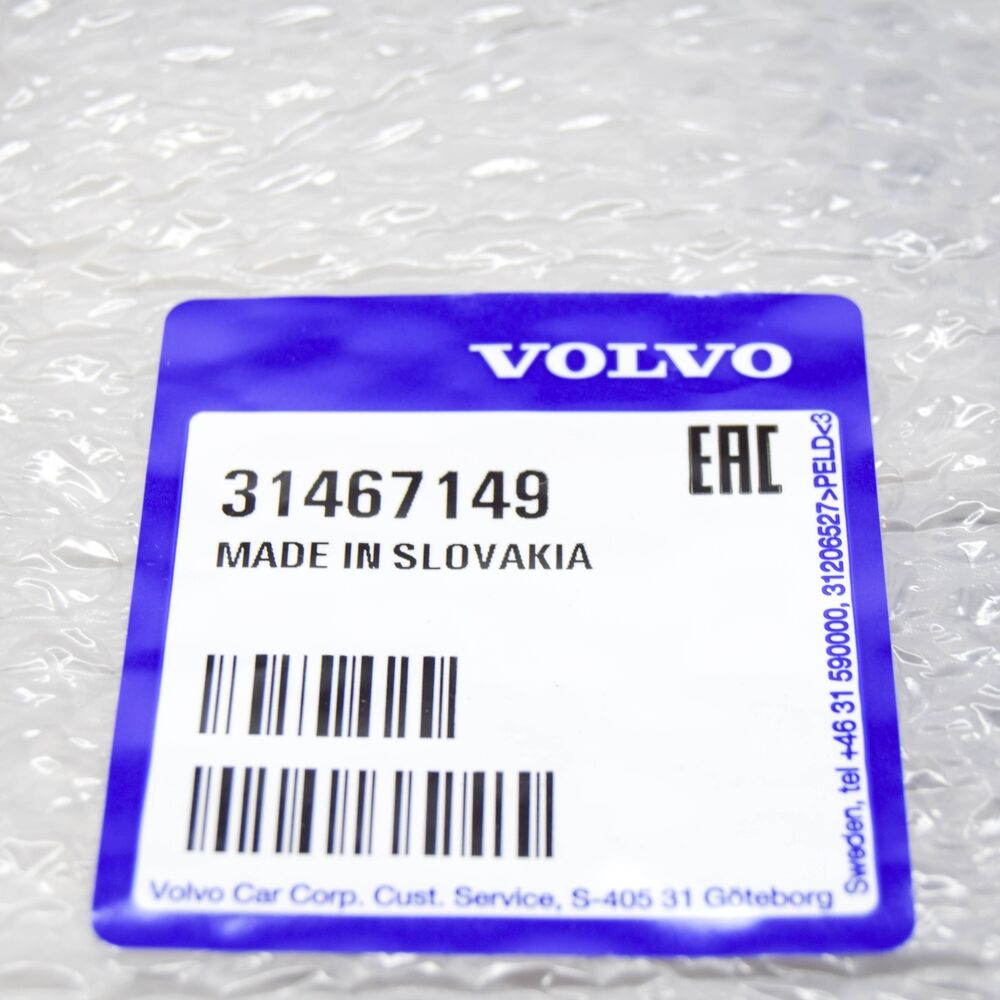 VOLVO
EAC
31467149
MADE IN SLOVAKIA
Volvo Car Corp. Cust. Service, S-405 31 Göteborg
Sweden, tel +46 31 590000, 31206527>PELD<3